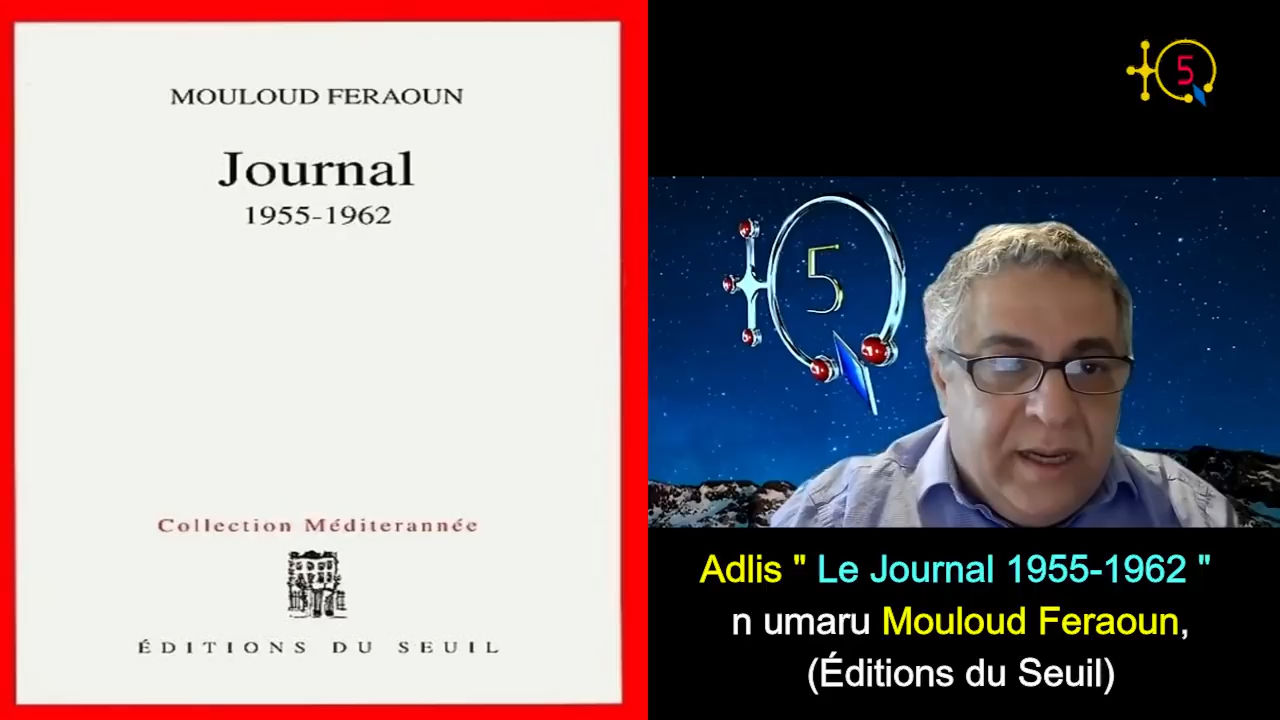 MOULOUD FERAOUN
Journal
1955-1962
Collection Méditerannée
ÉDITIONS DU SEUIL
5
5
Adlis " Le Journal 1955-1962 "
n umaru Mouloud Feraoun,
(Éditions du Seuil)